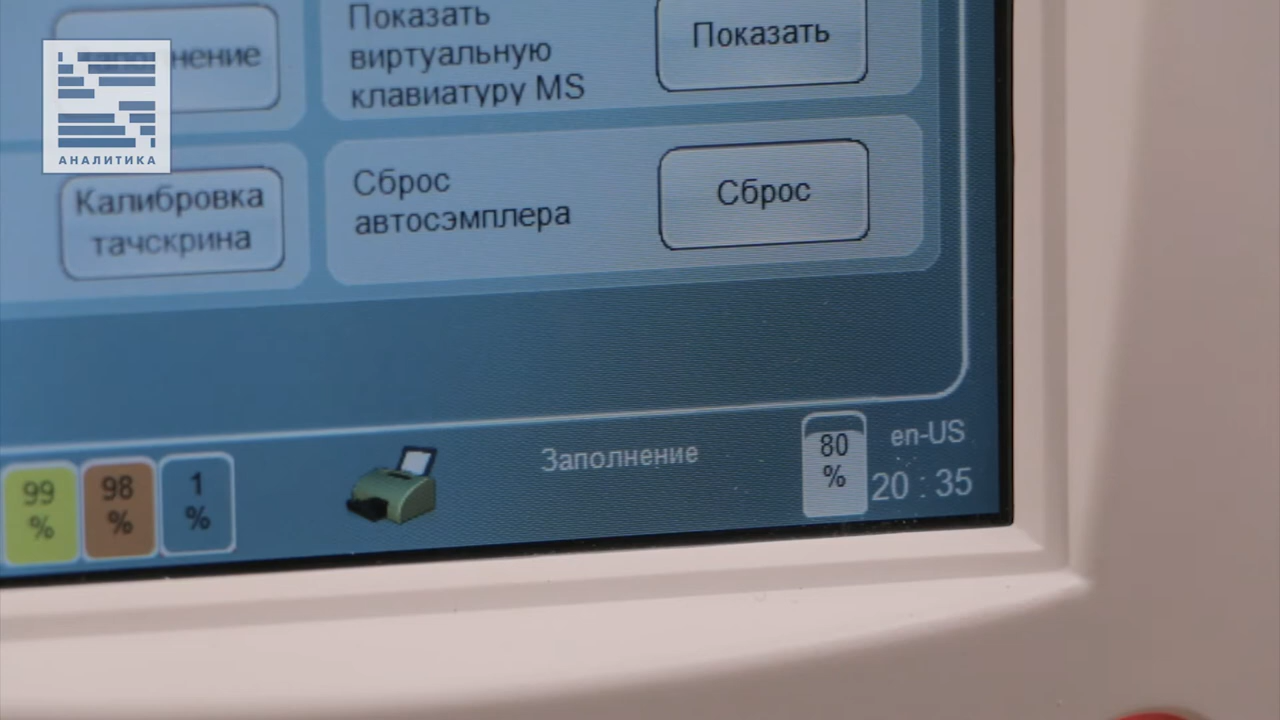 Показать
виртуальную
клавиатуру MS
Показать
АНАЛИТИКА
Калибровка
тачскрина
Сброс
автосэмплера
Сброс
99
%
98
%
1
%
Заполнение
80
%
en-US
20 : 35